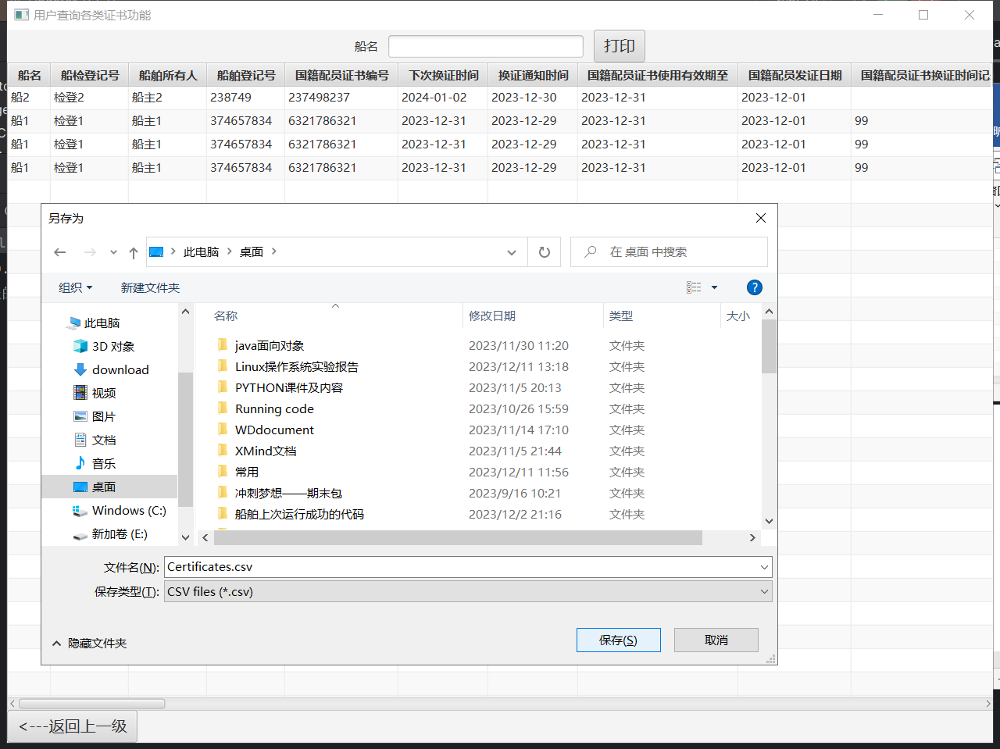 用户查询各类证书功能
船名 打印
船名 船检登记号 船舶所有人 船舶登记号 国籍配员证书编号 下次换证时间 换证通知时间 国籍配员证书使用有效期至 国籍配员发证日期 国籍配员证书换证时间记
船2 检登2 船主2 238749 237498237 2024-01-02 2023-12-30 2023-12-31 2023-12-01
船1 检登1 船主1 374657834 6321786321 2023-12-31 2023-12-29 2023-12-31 2023-12-01 99
船1 检登1 船主1 374657834 6321786321 2023-12-31 2023-12-29 2023-12-31 2023-12-01 99
船1 检登1 船主1 374657834 6321786321 2023-12-31 2023-12-29 2023-12-31 2023-12-01 99
另存为
此电脑 桌面 在 桌面 中搜索
组织 新建文件夹
名称 修改日期 类型 大小
此电脑
3D 对象
download
视频
图片
文档
音乐
桌面
Windows (C:)
新加卷 (E:)
java面向对象 2023/11/30 11:20 文件夹
Linux操作系统实验报告 2023/12/11 13:18 文件夹
PYTHON课件及内容 2023/11/5 20:13 文件夹
Running code 2023/10/26 15:59 文件夹
WDdocument 2023/11/14 17:10 文件夹
XMind文档 2023/11/5 21:44 文件夹
常用 2023/12/11 11:56 文件夹
冲刺梦想——期末包 2023/9/16 10:21 文件夹
船舶上次运行成功的代码 2023/12/2 21:16 文件夹
文件名(N): Certificates.csv
保存类型(T): CSV files (*.csv)
隐藏文件夹 保存(S) 取消
<---返回上一级